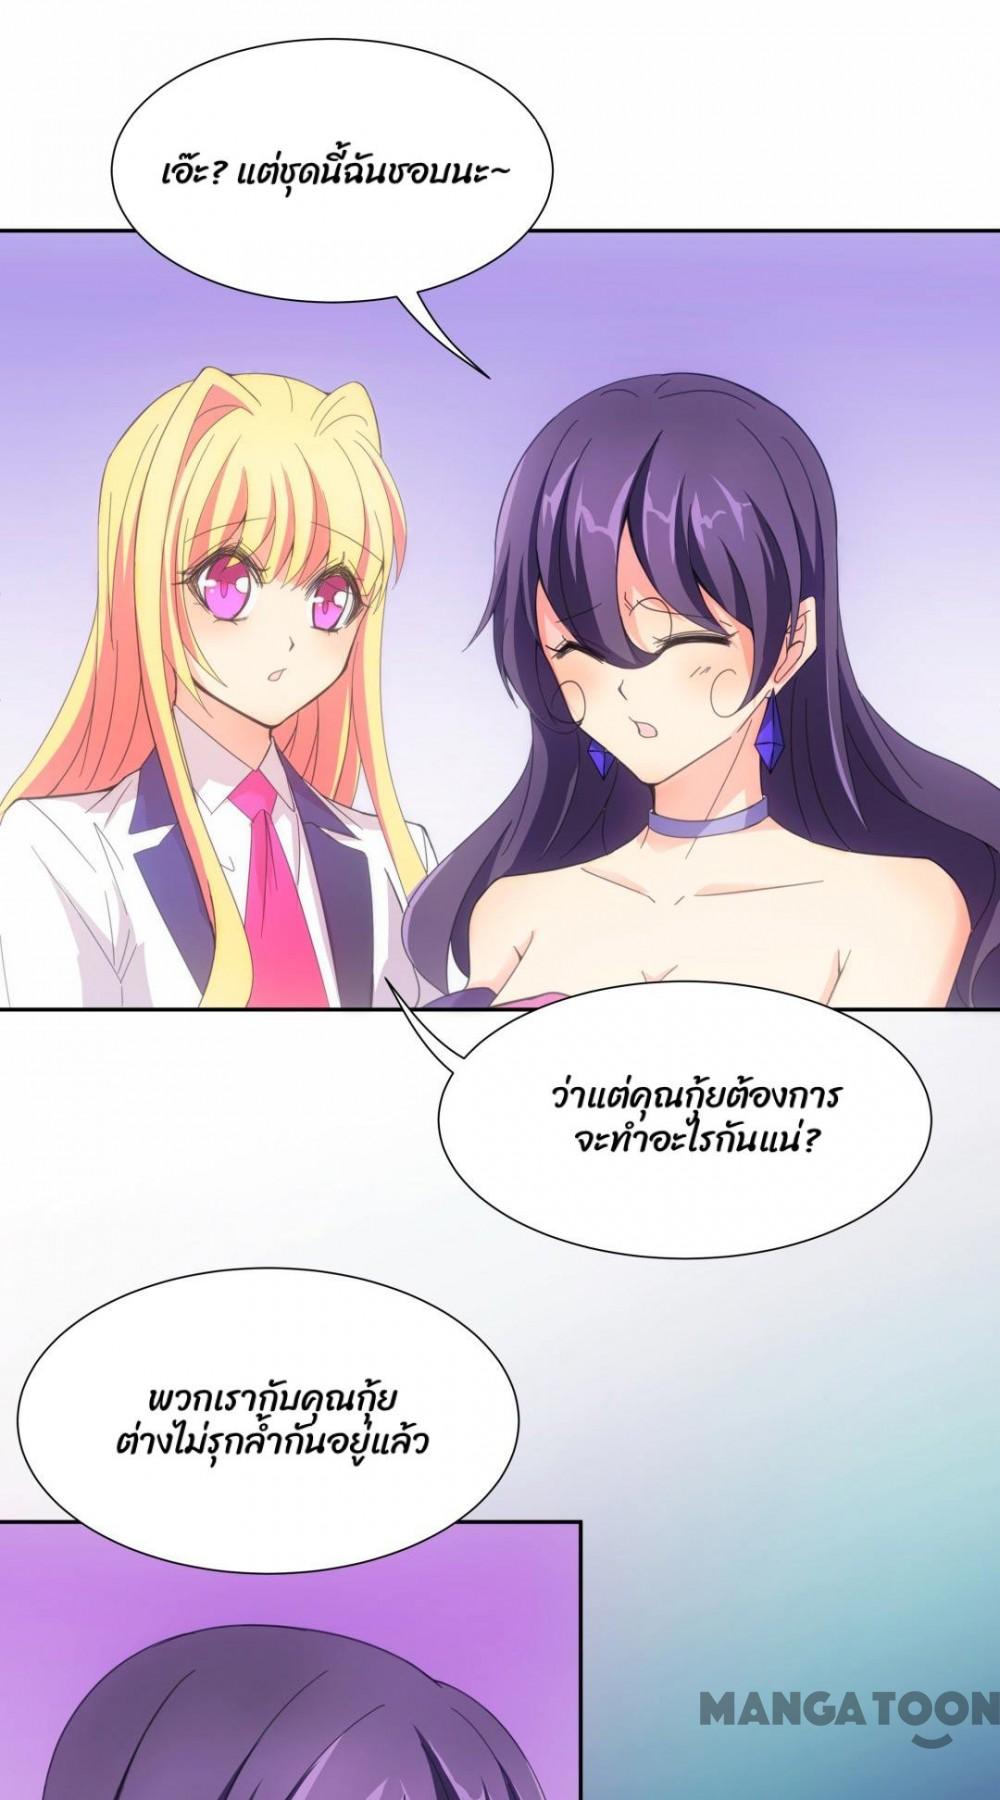 เอ๊ะ? แต่ชุดนี้ฉันชอบนะ~
ว่าแต่คุณกุ้ยต้องการ
จะทำอะไรกันแน่?
พวกเรากับคุณกุ้ย
ต่างไม่รุกล้ำกันอยู่แล้ว
MANGATOON